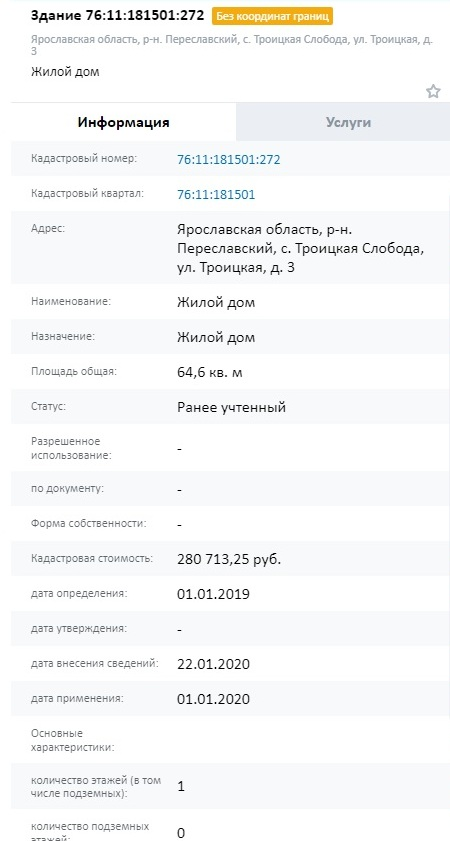 Здание 76:11:181501:272 Без координат границ
Ярославская область, р-н. Переславский, с. Троицкая Слобода, ул. Троицкая, д.
3
Жилой дом
Информация Услуги
Кадастровый номер: 76:11:181501:272
Кадастровый квартал: 76:11:181501
Адрес: Ярославская область, р-н.
Переславский, с. Троицкая Слобода,
ул. Троицкая, д. 3
Наименование: Жилой дом
Назначение: Жилой дом
Площадь общая: 64,6 кв. м
Статус: Ранее учтенный
Разрешенное
использование: -
по документу: -
Форма собственности: -
Кадастровая стоимость: 280 713,25 руб.
дата определения: 01.01.2019
дата утверждения: -
дата внесения сведений: 22.01.2020
дата применения: 01.01.2020
Основные
характеристики:
количество этажей (в том
числе подземных): 1
количество подземных
этажей: 0